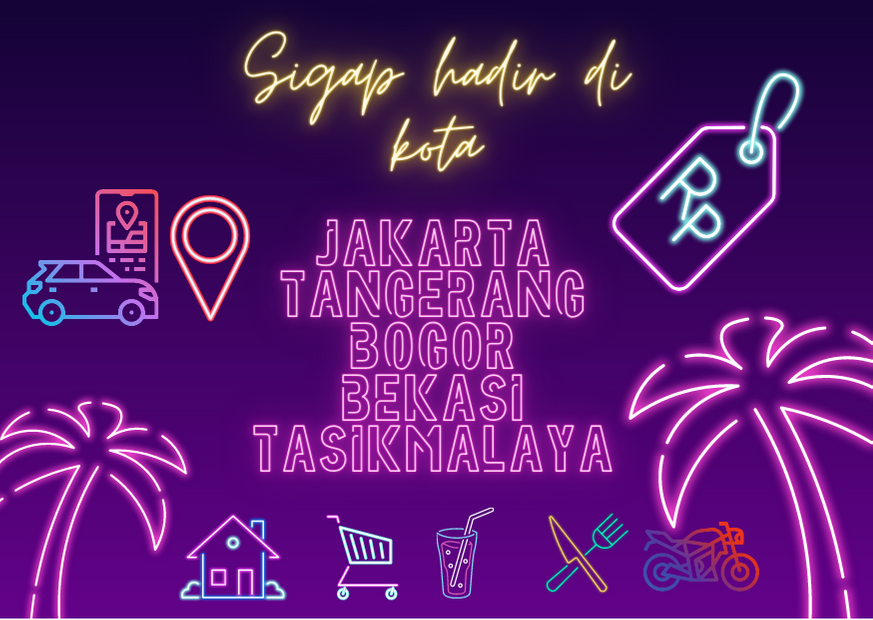 Sigap hadir di
kota
RP
JAKARTA
TANGERANG
BOGOR
BEKASI
TASIKMALAYA